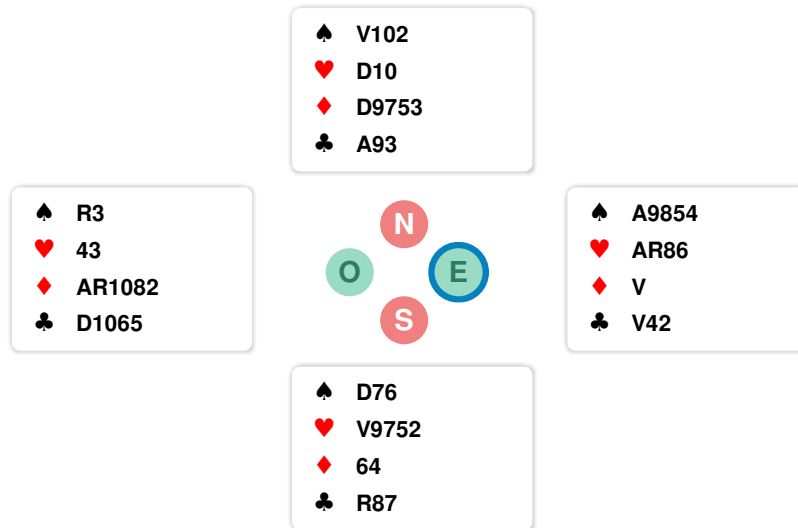 ♠ V102
♥ D10
♦ D9753
♣ A93
♠ R3
♥ 43
♦ AR1082
♣ D1065
N
O
E
S
♠ A9854
♥ AR86
♦ V
♣ V42
♠ D76
♥ V9752
♦ 64
♣ R87